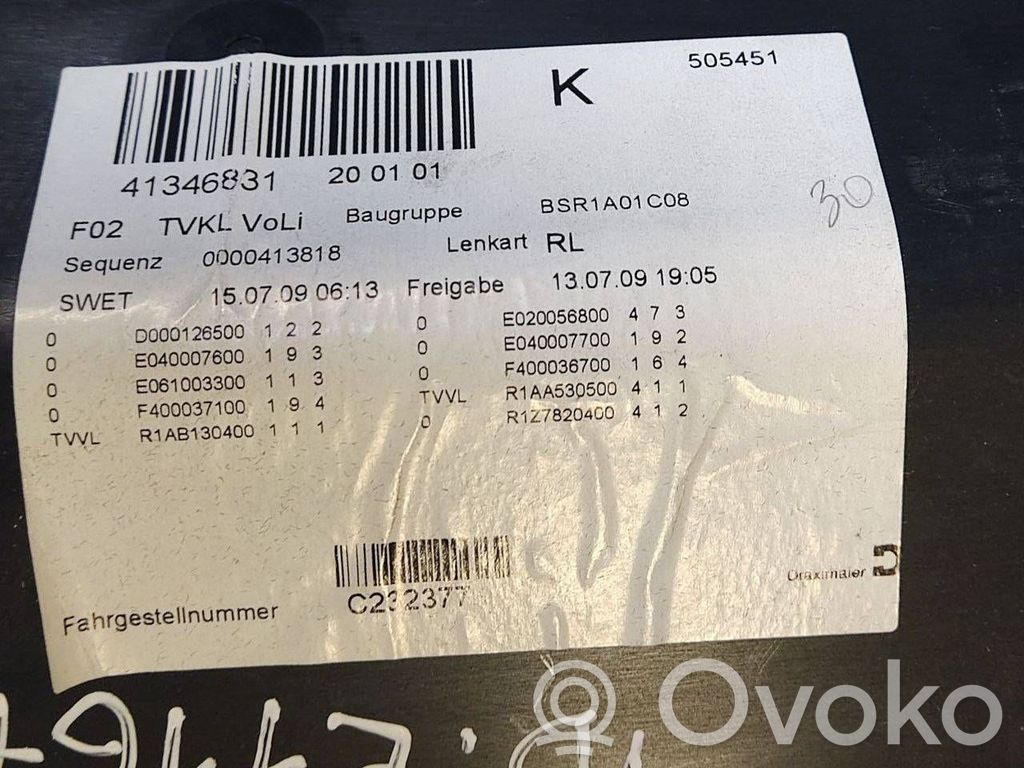 K
505451
41346831 20 01 01
F02 TVKL VoLi Baugruppe BSR1A01C08
30
Sequenz 0000413818 Lenkart RL
SWET 15.07.09 06:13 Freigabe 13.07.09 19:05
0 D000126500 1 2 2 0 E020056800 4 7 3
0 E040007600 1 9 3 0 E040007700 1 9 2
0 E061003300 1 1 3 0 F400036700 1 6 4
0 F400037100 1 9 4 TVVL R1AA530500 4 1 1
TVVL R1AB130400 1 1 1 0 R1Z7820400 4 1 2
Draximaier
Fahrgestellnummer C232377
Ovoko